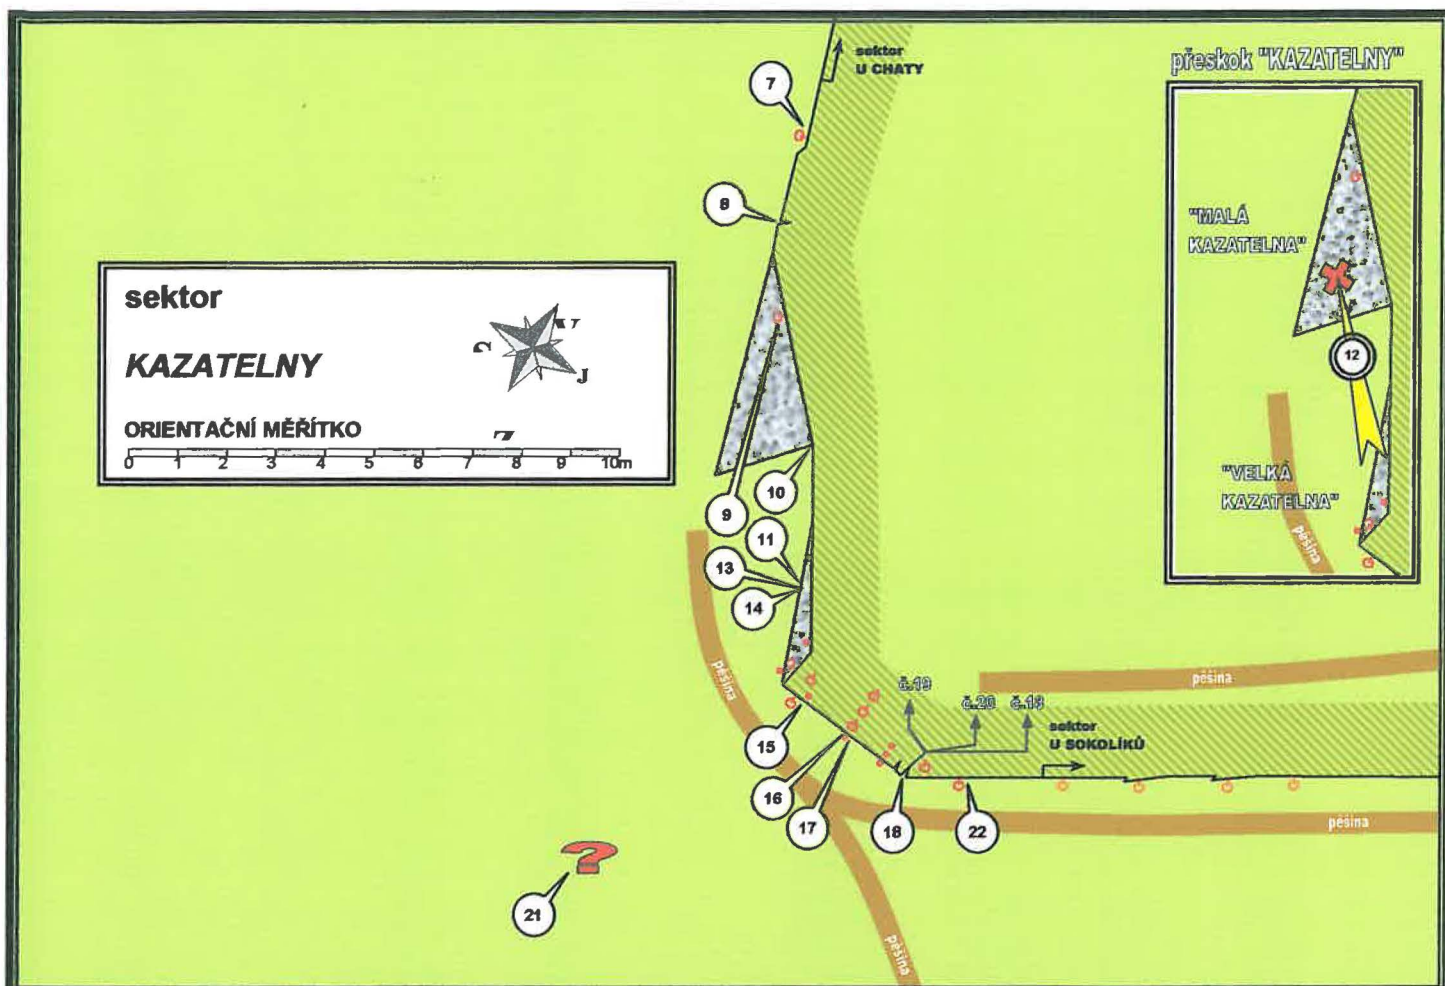 sektor
U CHATY
přeskok "KAZATELNY"
7
8
"MALÁ
KAZATELNA"
12
"VELKÁ
KAZATELNA"
pěšina
sektor
KAZATELNY
J
ORIENTAČNÍ MĚŘÍTKO
0 1 2 3 4 5 6 7 8 9 10m
10
9
11
13
14
pěšina
č.19
č.20
č.18
sektor
U SOKOLÍKŮ
pěšina
15
16
17
18
22
pěšina
?
21
pěšina